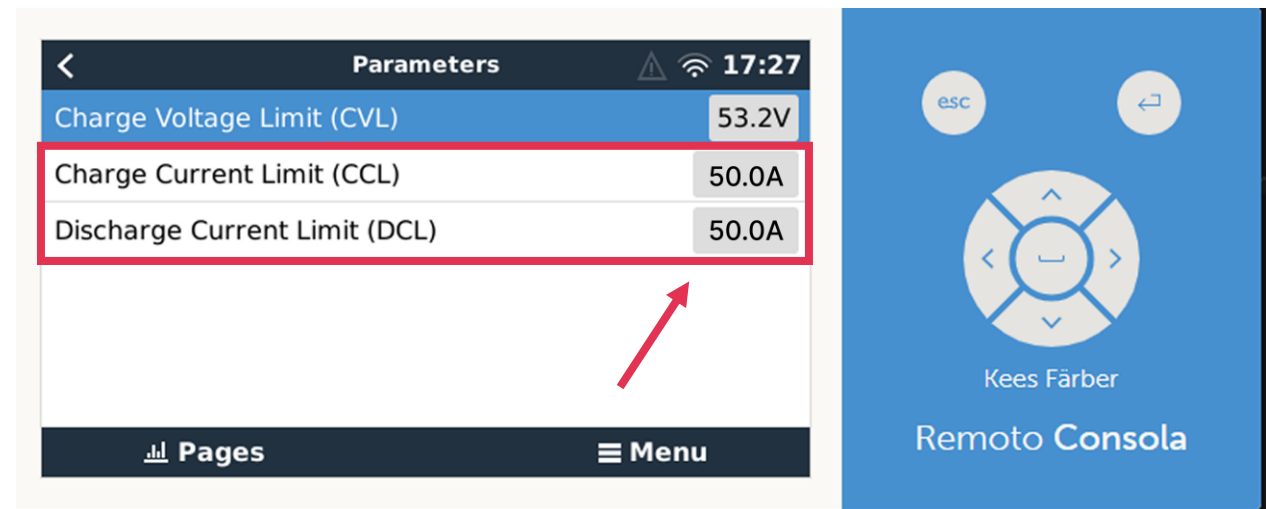 Parameters 17:27
Charge Voltage Limit (CVL) 53.2V
Charge Current Limit (CCL) 50.0A
Discharge Current Limit (DCL) 50.0A
Pages Menu
esc
Kees Färber
Remoto Consola